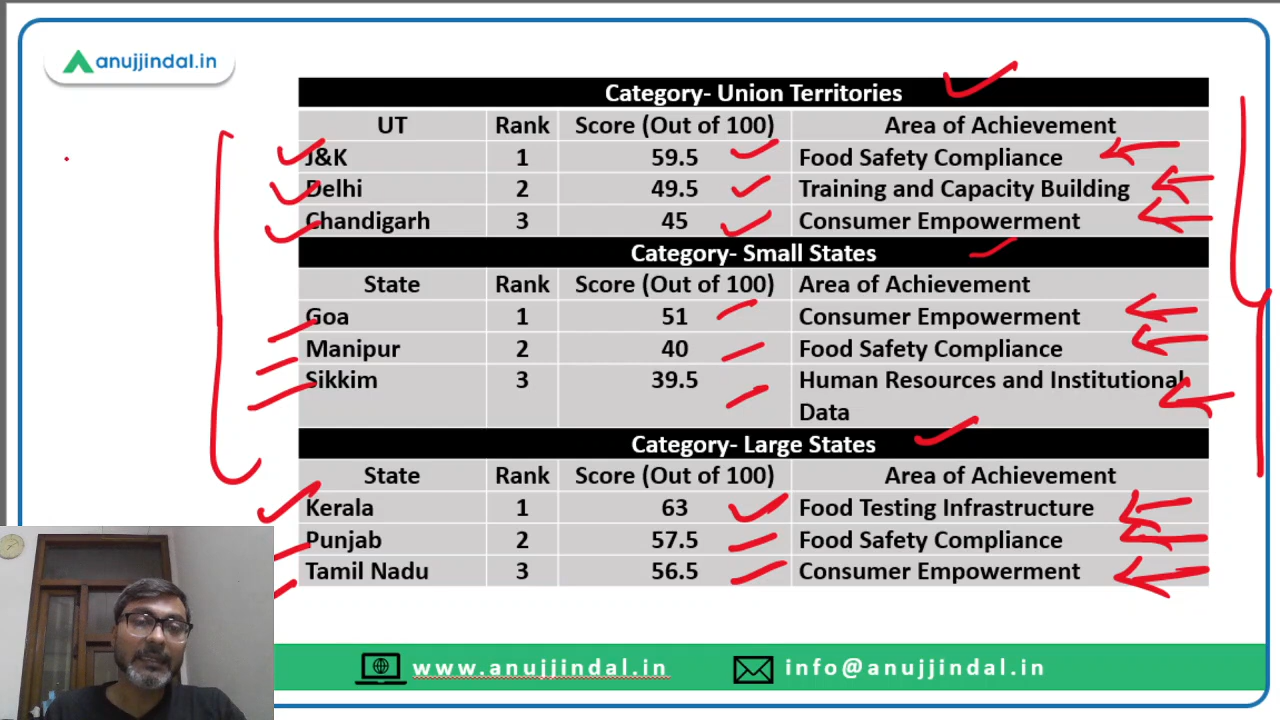 anujjindal.in
Category- Union Territories
UT Rank Score (Out of 100) Area of Achievement
J&K 1 59.5 Food Safety Compliance
Delhi 2 49.5 Training and Capacity Building
Chandigarh 3 45 Consumer Empowerment
Category- Small States
State Rank Score (Out of 100) Area of Achievement
Goa 1 51 Consumer Empowerment
Manipur 2 40 Food Safety Compliance
Sikkim 3 39.5 Human Resources and Institutional
Data
Category- Large States
State Rank Score (Out of 100) Area of Achievement
Kerala 1 63 Food Testing Infrastructure
Punjab 2 57.5 Food Safety Compliance
Tamil Nadu 3 56.5 Consumer Empowerment
www.anujjindal.in info@anujjindal.in